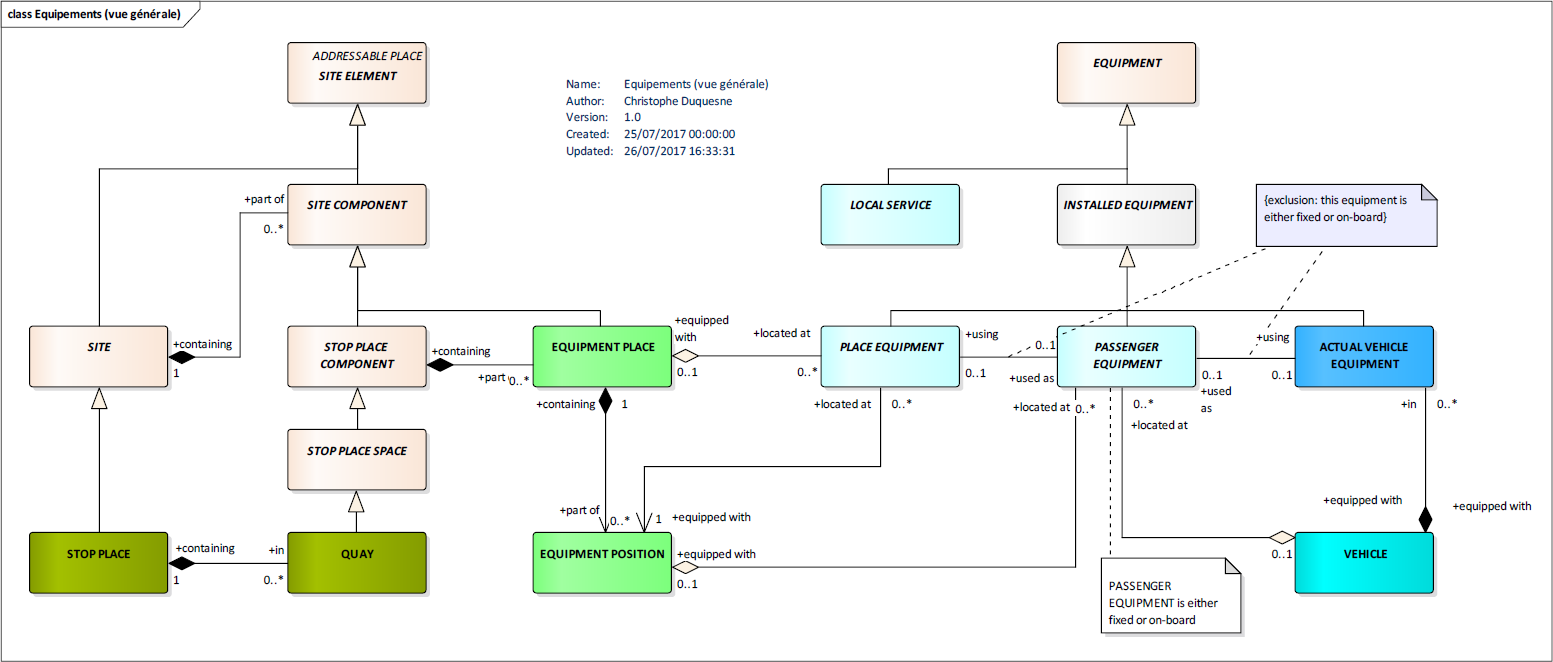 class Equipements (vue générale)
ADDRESSABLE PLACE
SITE ELEMENT
EQUIPMENT
Name: Equipements (vue générale)
Author: Christophe Duquesne
Version: 1.0
Created: 25/07/2017 00:00:00
Updated: 26/07/2017 16:33:31
+part of
0..*
SITE COMPONENT
LOCAL SERVICE
INSTALLED EQUIPMENT
{exclusion: this equipment is
either fixed or on-board}
SITE
+containing
1
STOP PLACE
COMPONENT
+containing
+part
0..*
EQUIPMENT PLACE
+equipped
with
0..1
+located at
0..*
PLACE EQUIPMENT
+using
0..1
0..1
+used as
PASSENGER
EQUIPMENT
+using
0..1
0..1
+used
as
ACTUAL VEHICLE
EQUIPMENT
+containing
1
+located at
0..*
+located at
0..*
0..*
+located at
+in
0..*
STOP PLACE SPACE
+part of
0..*
1
+equipped with
+equipped with
+equipped with
STOP PLACE
+containing
1
+in
0..*
QUAY
EQUIPMENT POSITION
+equipped with
0..1
0..1
VEHICLE
PASSENGER
EQUIPMENT is either
fixed or on-board